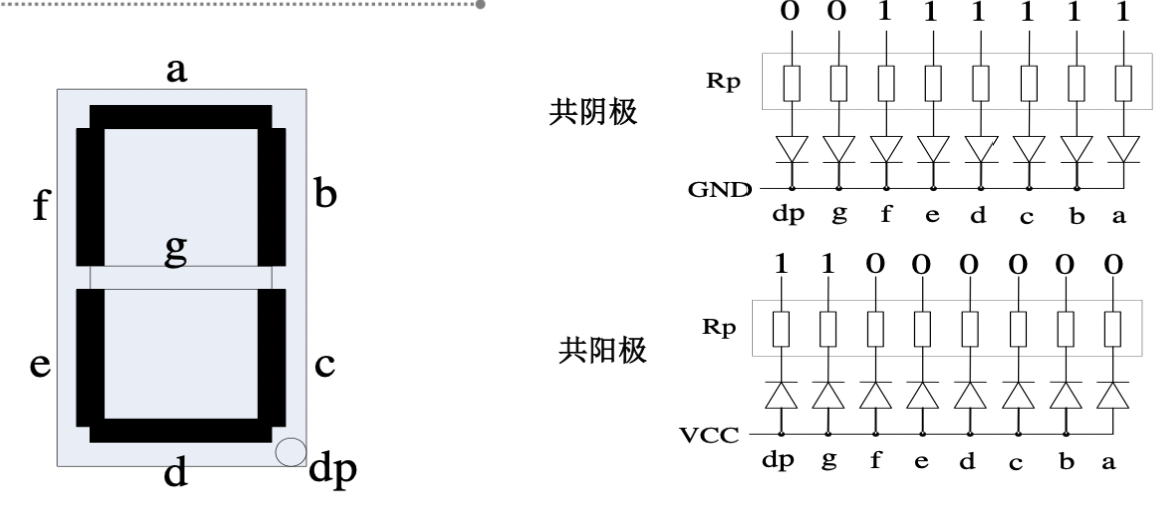 a
f
b
g
e
c
d
dp
共阴极
0 0 1 1 1 1 1 1
Rp
GND
dp g f e d c b a
共阳极
1 1 0 0 0 0 0 0
Rp
VCC
dp g f e d c b a